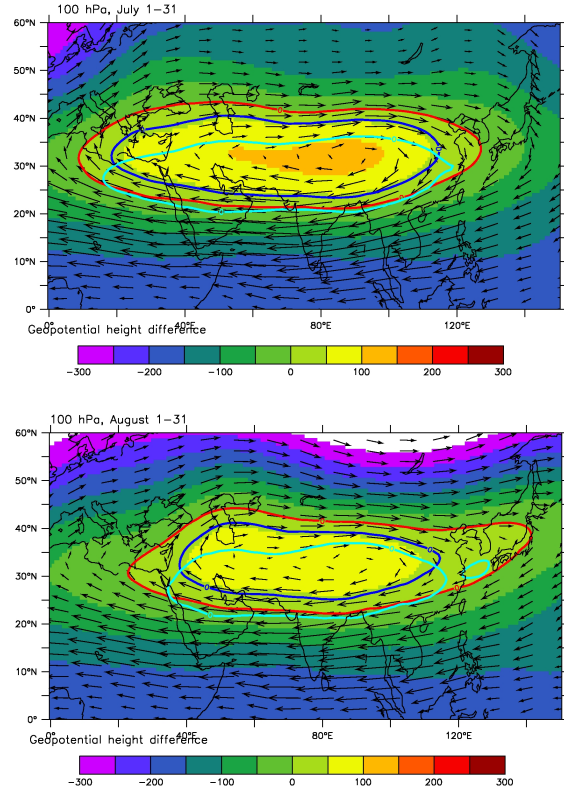 100 hPa, July 1-31
60°N
50°N
40°N
30°N
20°N
10°N
0°
0° 40°E 80°E 120°E
Geopotential height difference
-300 -200 -100 0 100 200 300
100 hPa, August 1-31
60°N
50°N
40°N
30°N
20°N
10°N
0°
0° 40°E 80°E 120°E
Geopotential height difference
-300 -200 -100 0 100 200 300